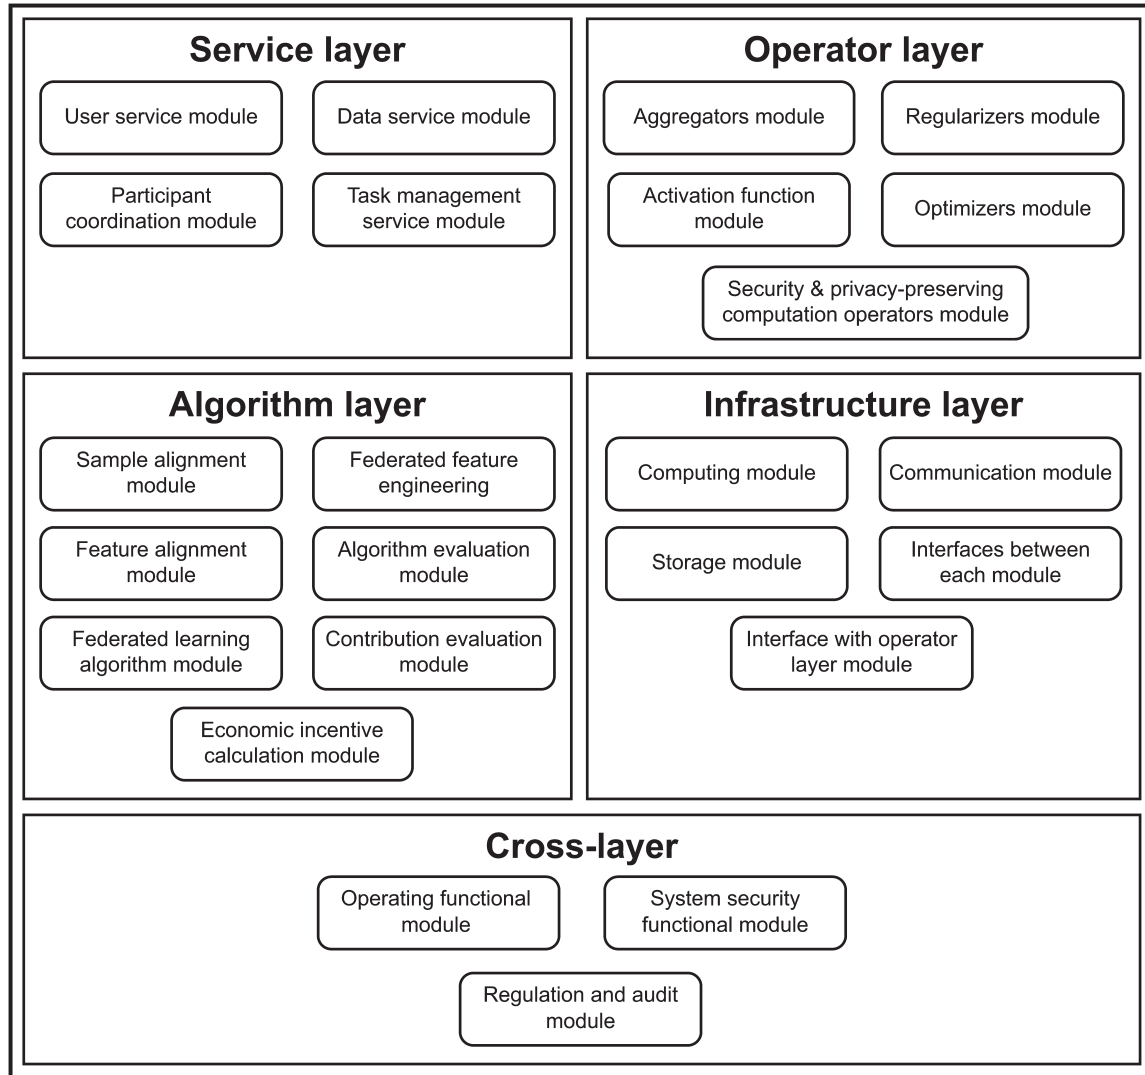 Service layer
User service module
Data service module
Participant
coordination module
Task management
service module
Operator layer
Aggregators module
Regularizers module
Activation function
module
Optimizers module
Security & privacy-preserving
computation operators module
Algorithm layer
Sample alignment
module
Federated feature
engineering
Feature alignment
module
Algorithm evaluation
module
Federated learning
algorithm module
Contribution evaluation
module
Economic incentive
calculation module
Infrastructure layer
Computing module
Communication module
Storage module
Interfaces between
each module
Interface with operator
layer module
Cross-layer
Operating functional
module
System security
functional module
Regulation and audit
module